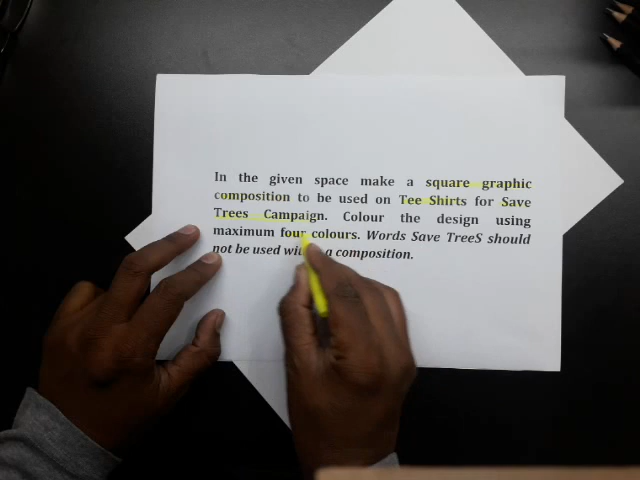 In the given space make a square graphic
composition to be used on Tee Shirts for Save
Trees Campaign. Colour the design using
maximum four colours. Words Save TreeS should
not be used a composition.